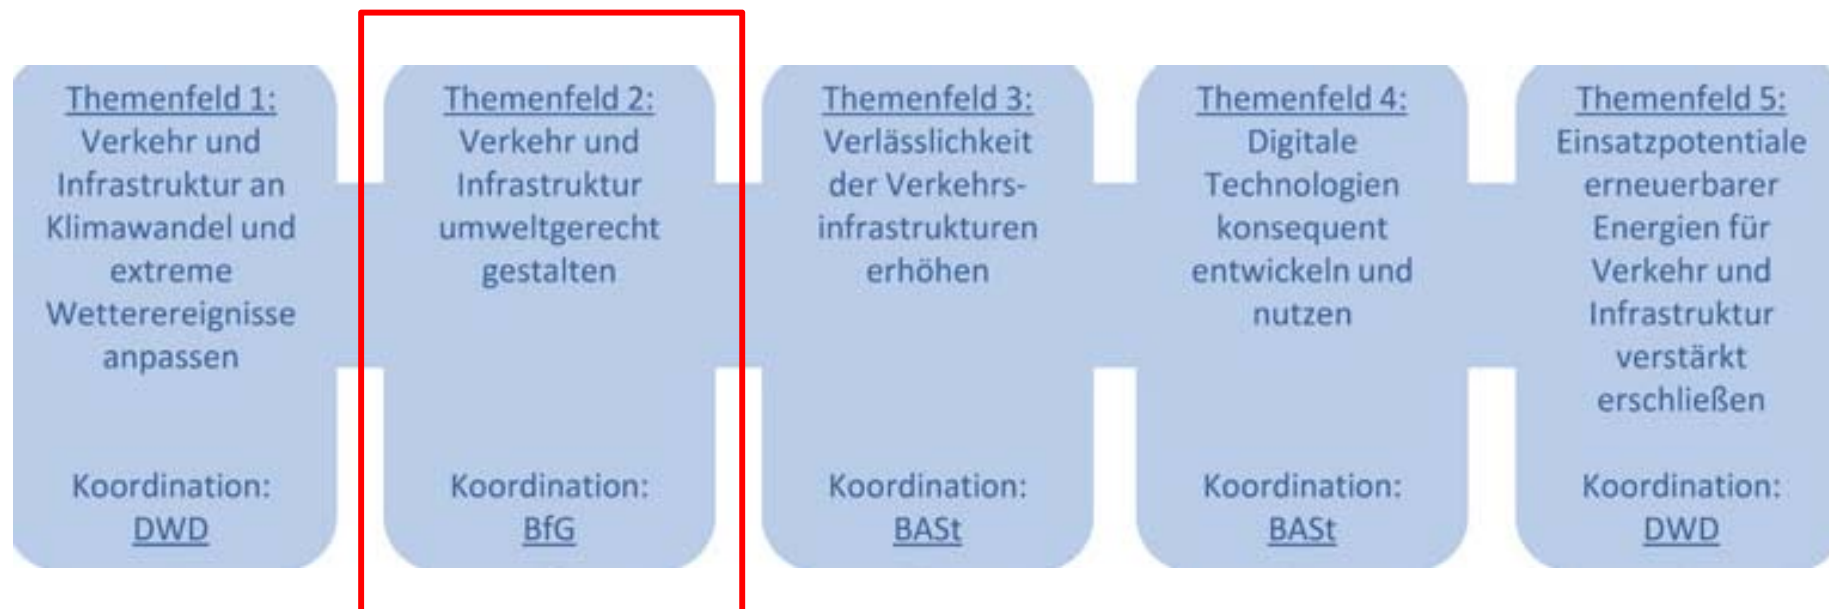 Themenfeld 1:
Verkehr und
Infrastruktur an
Klimawandel und
extreme
Wetterereignisse
anpassen
Koordination:
DWD
Themenfeld 2:
Verkehr und
Infrastruktur
umweltgerecht
gestalten
Koordination:
BfG
Themenfeld 3:
Verlässlichkeit
der Verkehrs-
infrastrukturen
erhöhen
Koordination:
BASt
Themenfeld 4:
Digitale
Technologien
konsequent
entwickeln und
nutzen
Koordination:
BASt
Themenfeld 5:
Einsatzpotentiale
erneuerbarer
Energien für
Verkehr und
Infrastruktur
verstärkt
erschließen
Koordination:
DWD